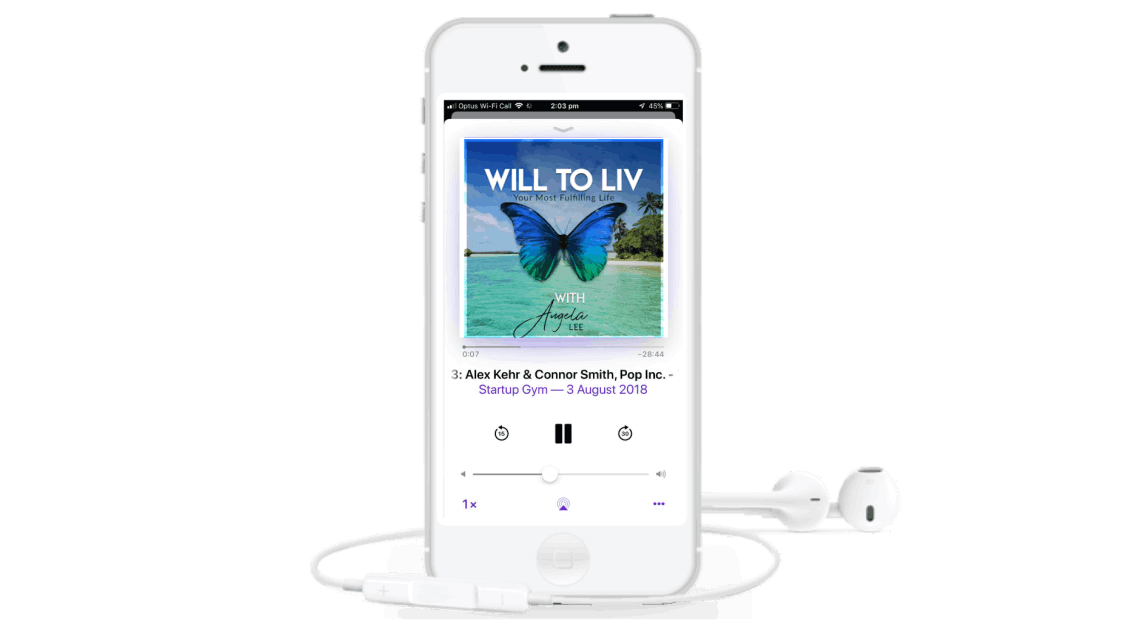 Optus Wi-Fi Call 2:03 pm 45%
WILL TO LIV
Your Most Fulfilling Life
WITH
Angela
LEE
0:07 −28:44
3: Alex Kehr & Connor Smith, Pop Inc. -
Startup Gym — 3 August 2018
15 30
1×